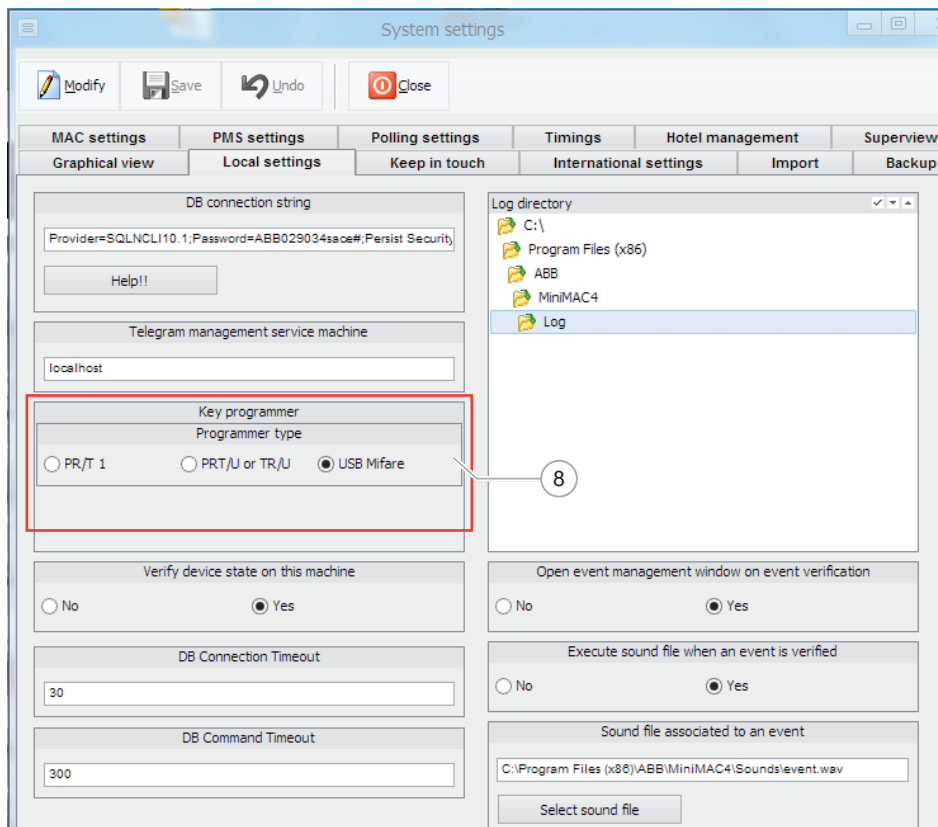 System settings
Modify
Save
Undo
Close
MAC settings
PMS settings
Polling settings
Timings
Hotel management
Superview
Graphical view
Local settings
Keep in touch
International settings
Import
Backup
DB connection string
Provider=SQLNCLI10.1;Password=ABB029034sace#;Persist Security
Help!!
Telegram management service machine
localhost
Key programmer
Programmer type
PR/T 1
PRT/U or TR/U
USB Mifare
8
Verify device state on this machine
No
Yes
DB Connection Timeout
30
DB Command Timeout
300
Log directory
C:\
Program Files (x86)
ABB
MiniMAC4
Log
Open event management window on event verification
No
Yes
Execute sound file when an event is verified
No
Yes
Sound file associated to an event
C:\Program Files (x86)\ABB\MiniMAC4\Sounds\event.wav
Select sound file